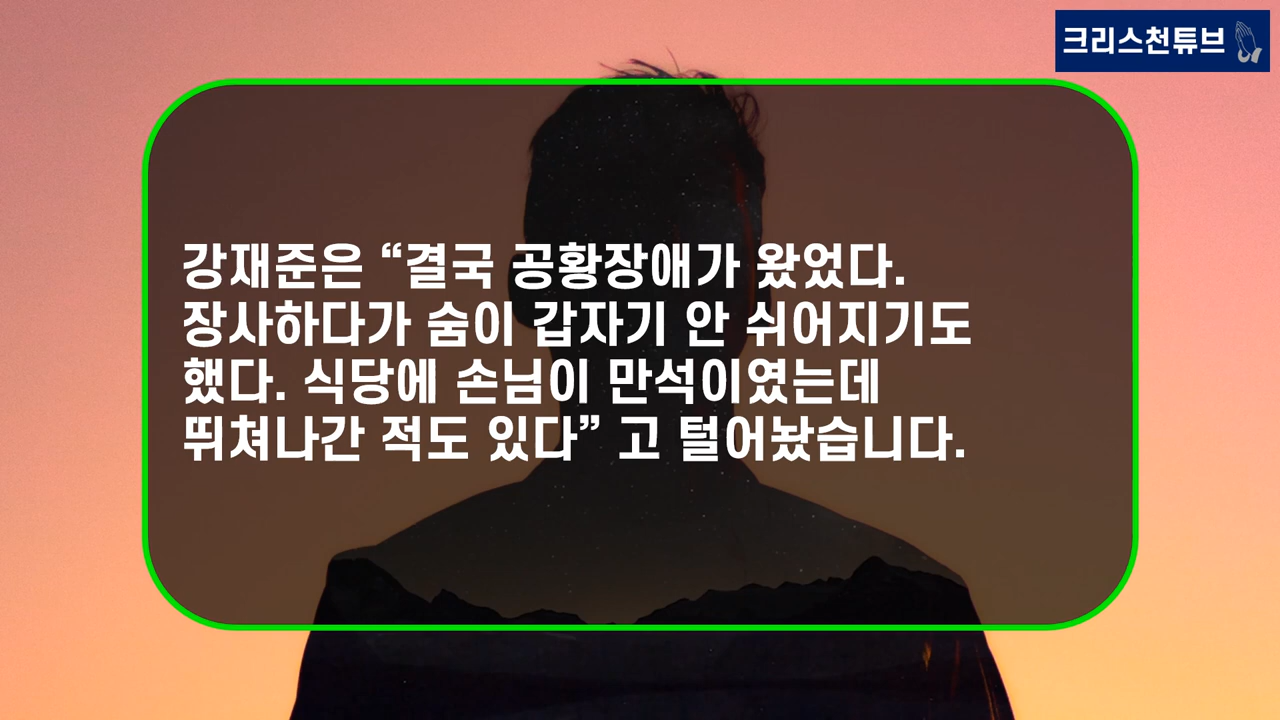 크리스천튜브
강재준은 “결국 공황장애가 왔었다.
장사하다가 숨이 갑자기 안 쉬어지기도
했다. 식당에 손님이 만석이였는데
뛰쳐나간 적도 있다” 고 털어놨습니다.